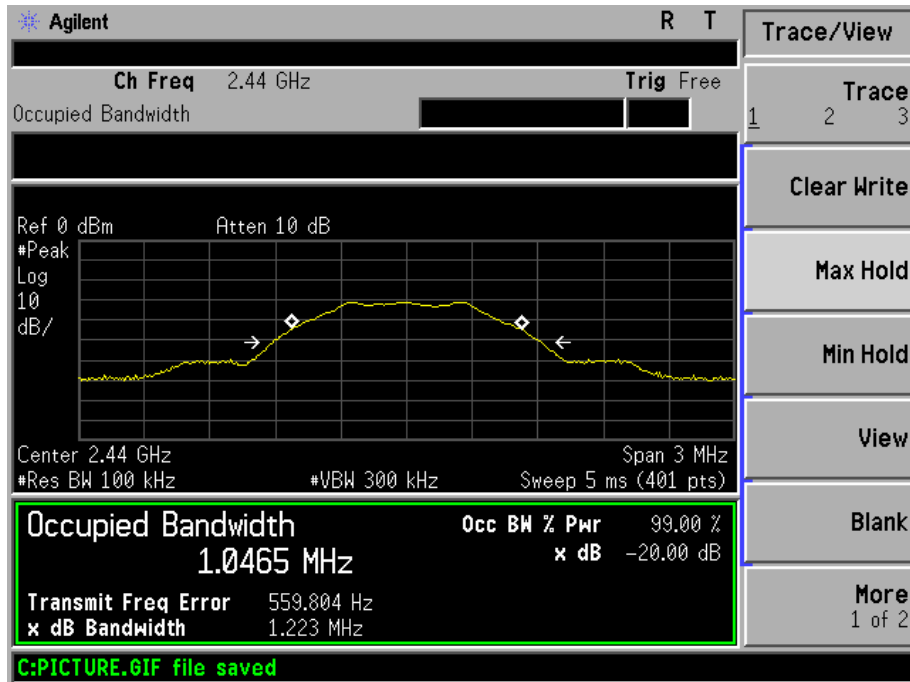 Agilent R T
Ch Freq 2.44 GHz Trig Free
Occupied Bandwidth
Ref 0 dBm Atten 10 dB
#Peak
Log
10
dB/
Center 2.44 GHz Span 3 MHz
#Res BW 100 kHz #VBW 300 kHz Sweep 5 ms (401 pts)
Occupied Bandwidth Occ BW % Pwr 99.00 %
1.0465 MHz x dB -20.00 dB
Transmit Freq Error 559.804 Hz
x dB Bandwidth 1.223 MHz
C:PICTURE.GIF file saved
Trace/View
Trace
1 2 3
Clear Write
Max Hold
Min Hold
View
Blank
More
1 of 2